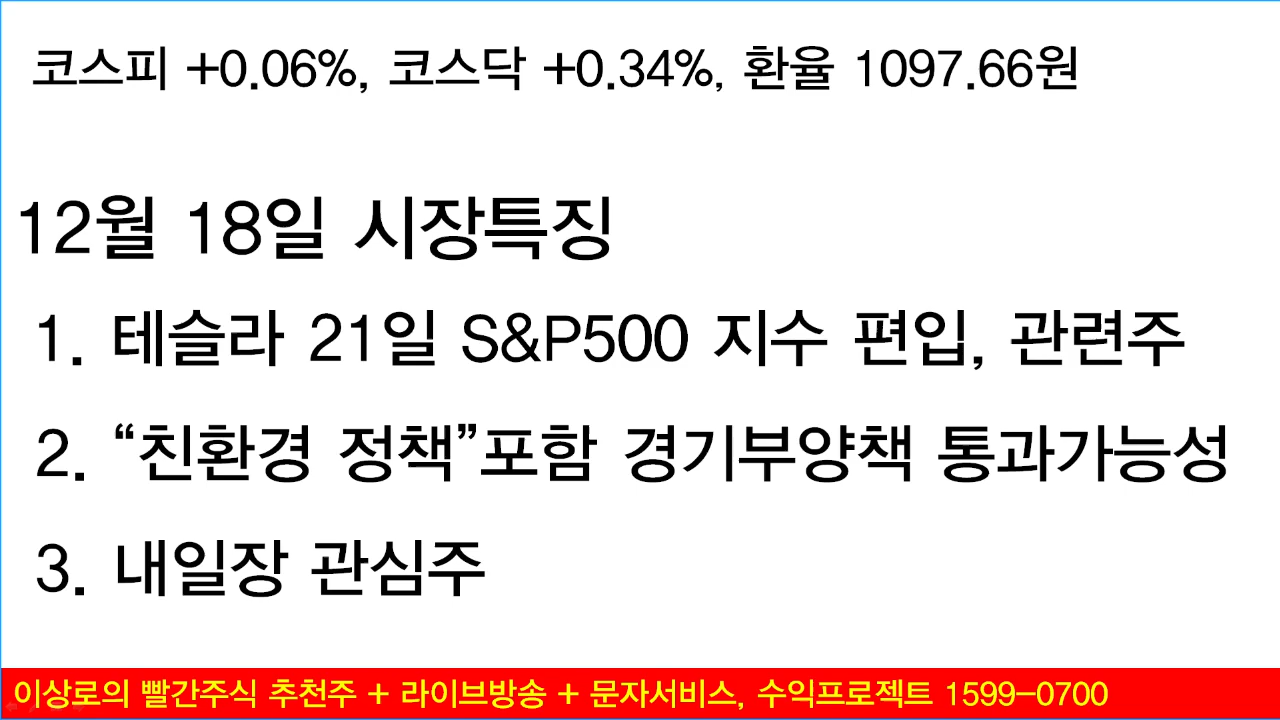 코스피 +0.06%, 코스닥 +0.34%, 환율 1097.66원
12월 18일 시장특징
1. 테슬라 21일 S&P500 지수 편입, 관련주
2. “친환경 정책”포함 경기부양책 통과가능성
3. 내일장 관심주
이상로의 빨간주식 추천주 + 라이브방송 + 문자서비스, 수익프로젝트 1599-0700